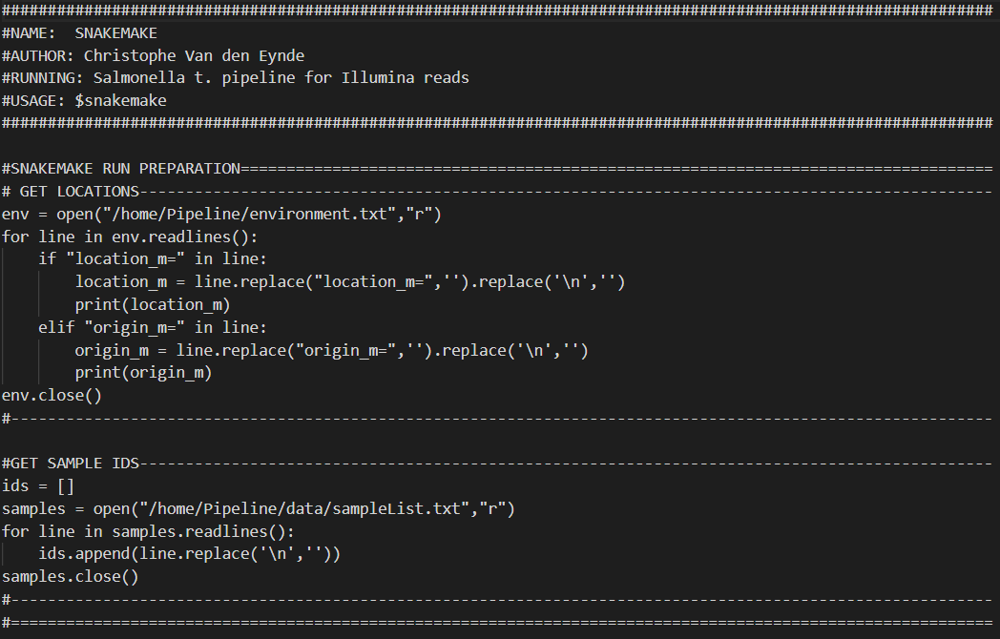 ############################################################################################################
#NAME:  SNAKEMAKE
#AUTHOR: Christophe Van den Eynde
#RUNNING: Salmonella t. pipeline for Illumina reads
#USAGE: $snakemake
############################################################################################################

#SNAKEMAKE RUN PREPARATION==================================================================================
# GET LOCATIONS---------------------------------------------------------------------------------------------
env = open("/home/Pipeline/environment.txt","r")
for line in env.readlines():
    if "location_m=" in line:
        location_m = line.replace("location_m=",'').replace('\n','')
        print(location_m)
    elif "origin_m=" in line:
        origin_m = line.replace("origin_m=",'').replace('\n','')
        print(origin_m)
env.close()
#-----------------------------------------------------------------------------------------------------------

#GET SAMPLE IDS---------------------------------------------------------------------------------------------
ids = []
samples = open("/home/Pipeline/data/sampleList.txt","r")
for line in samples.readlines():
    ids.append(line.replace('\n',''))
samples.close()
#-----------------------------------------------------------------------------------------------------------
#===========================================================================================================